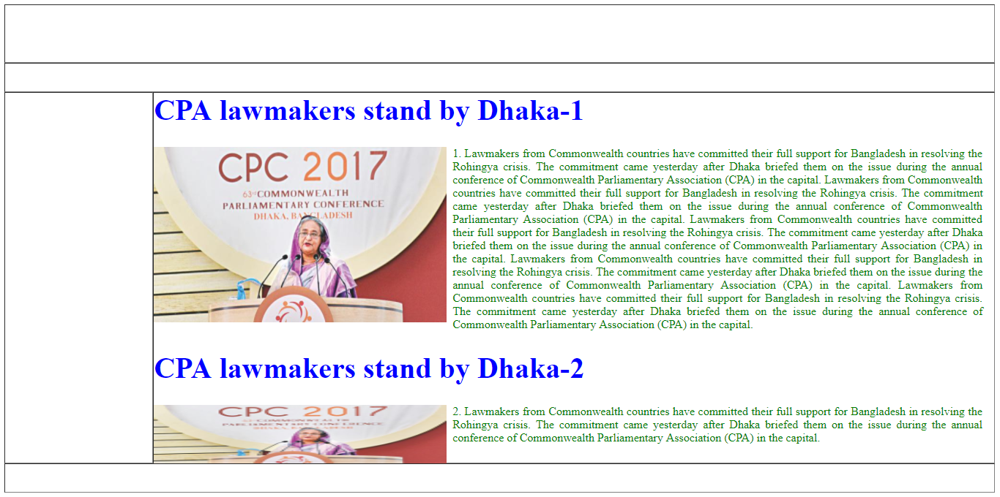 CPA lawmakers stand by Dhaka-1
CPC 2017
63rd COMMONWEALTH
PARLIAMENTARY CONFERENCE
DHAKA, BANGLADESH
1. Lawmakers from Commonwealth countries have committed their full support for Bangladesh in resolving the
Rohingya crisis. The commitment came yesterday after Dhaka briefed them on the issue during the annual
conference of Commonwealth Parliamentary Association (CPA) in the capital. Lawmakers from Commonwealth
countries have committed their full support for Bangladesh in resolving the Rohingya crisis. The commitment
came yesterday after Dhaka briefed them on the issue during the annual conference of Commonwealth
Parliamentary Association (CPA) in the capital. Lawmakers from Commonwealth countries have committed
their full support for Bangladesh in resolving the Rohingya crisis. The commitment came yesterday after Dhaka
briefed them on the issue during the annual conference of Commonwealth Parliamentary Association (CPA) in
the capital. Lawmakers from Commonwealth countries have committed their full support for Bangladesh in
resolving the Rohingya crisis. The commitment came yesterday after Dhaka briefed them on the issue during the
annual conference of Commonwealth Parliamentary Association (CPA) in the capital. Lawmakers from
Commonwealth countries have committed their full support for Bangladesh in resolving the Rohingya crisis.
The commitment came yesterday after Dhaka briefed them on the issue during the annual conference of
Commonwealth Parliamentary Association (CPA) in the capital.
CPA lawmakers stand by Dhaka-2
CPC 2017
63rd COMMONWEALTH
PARLIAMENTARY CONFERENCE
DHAKA, BANGLADESH
2. Lawmakers from Commonwealth countries have committed their full support for Bangladesh in resolving the
Rohingya crisis. The commitment came yesterday after Dhaka briefed them on the issue during the annual
conference of Commonwealth Parliamentary Association (CPA) in the capital.